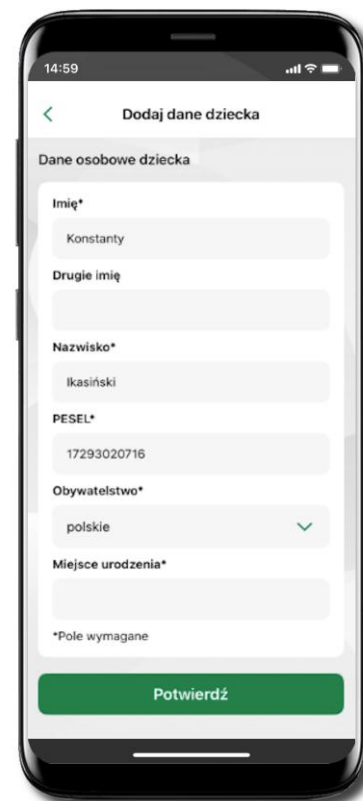 14:59
Dodaj dane dziecka
Dane osobowe dziecka
Imię*
Konstanty
Drugie imię
Nazwisko*
Ikasiński
PESEL*
17293020716
Obywatelstwo*
polskie
Miejsce urodzenia*
*Pole wymagane
Potwierdź